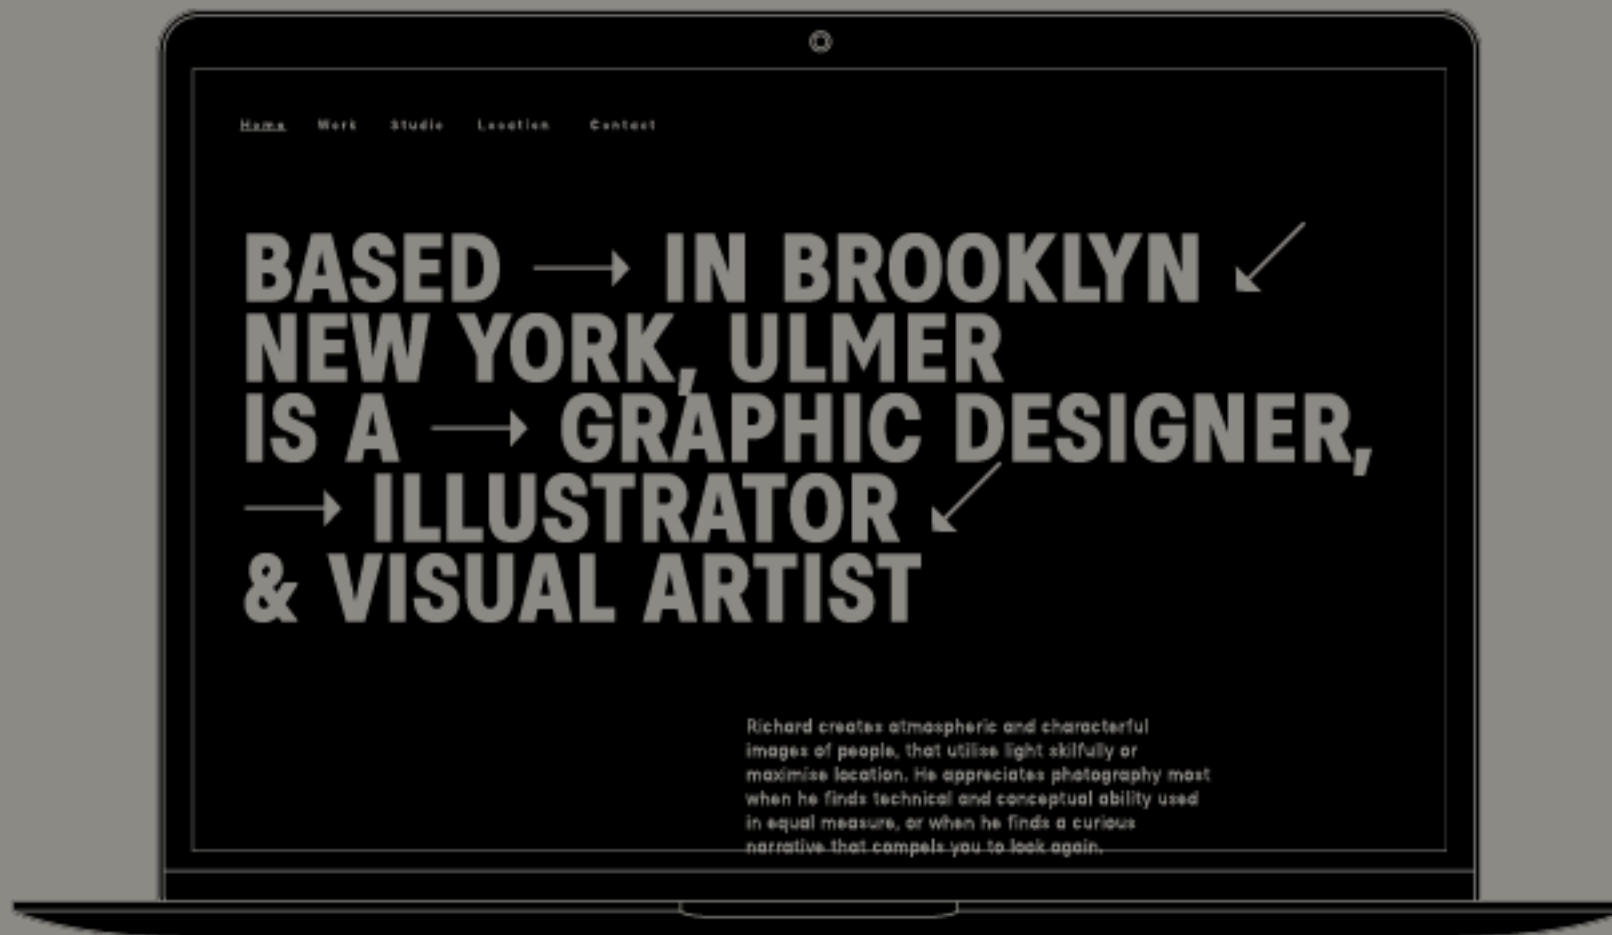 Home Work Studio Location Contact
BASED → IN BROOKLYN ↙
NEW YORK, ULMER
IS A → GRAPHIC DESIGNER,
→ ILLUSTRATOR ↙
& VISUAL ARTIST
Richard creates atmospheric and characterful
images of people, that utilise light skilfully or
maximise location. He appreciates photography most
when he finds technical and conceptual ability used
in equal measure, or when he finds a curious
narrative that compels you to look again.